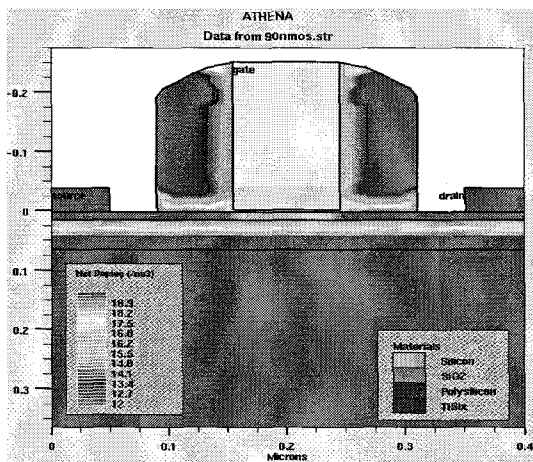 ATHENA
Data from 90nmos.str
gate
source
drain
-0.2
-0.1
0
0.1
0.2
0.3
Net Doping (/cm3)
18.9
18.2
17.5
16.8
16.2
15.5
14.8
14.1
13.4
12.7
12
Materials
Silicon
SiO2
Polysilicon
TiSix
0
0.1
0.2
0.3
0.4
Microns